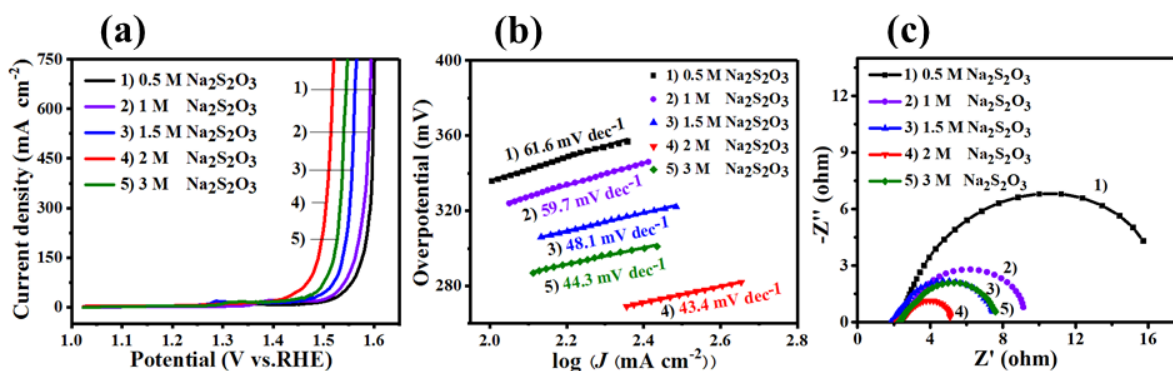 (a)
750
600
450
300
150
0
1.0
1.1
1.2
1.3
1.4
1.5
1.6
Current density (mA cm⁻²)
Potential (V vs.RHE)
1) 0.5 M Na₂S₂O₃
2) 1 M Na₂S₂O₃
3) 1.5 M Na₂S₂O₃
4) 2 M Na₂S₂O₃
5) 3 M Na₂S₂O₃
1)
2)
3)
4)
5)
(b)
400
360
320
280
2.0
2.2
2.4
2.6
2.8
Overpotential (mV)
log (J (mA cm⁻²))
1) 0.5 M Na₂S₂O₃
2) 1 M Na₂S₂O₃
3) 1.5 M Na₂S₂O₃
4) 2 M Na₂S₂O₃
5) 3 M Na₂S₂O₃
1) 61.6 mV dec⁻¹
2) 59.7 mV dec⁻¹
3) 48.1 mV dec⁻¹
5) 44.3 mV dec⁻¹
4) 43.4 mV dec⁻¹
(c)
15
12
9
6
3
0
0
4
8
12
16
-Z'' (ohm)
Z' (ohm)
1) 0.5 M Na₂S₂O₃
2) 1 M Na₂S₂O₃
3) 1.5 M Na₂S₂O₃
4) 2 M Na₂S₂O₃
5) 3 M Na₂S₂O₃
1)
2)
3)
4)
5)